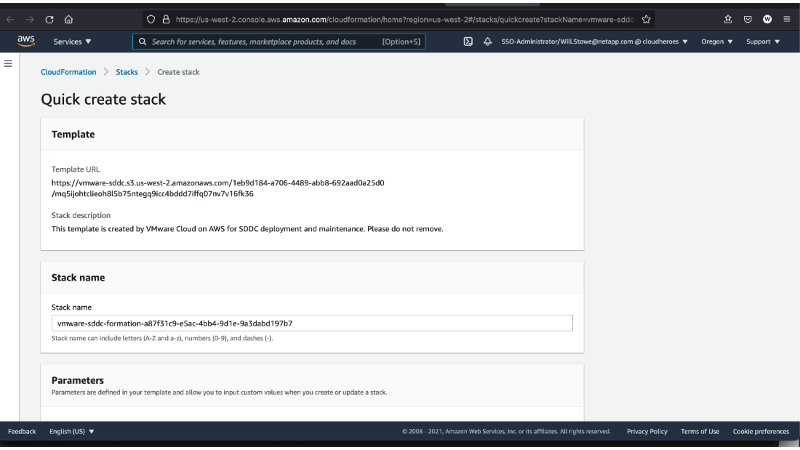 https://us-west-2.console.aws.amazon.com/cloudformation/home?region=us-west-2#/stacks/quickcreate?stackName=vmware-sddc-
aws Services ▼ Search for services, features, marketplace products, and docs [Option+S] SSO-Administrator/Will.Stowe@netapp.com @ cloudheroes ▼ Oregon ▼ Support ▼
CloudFormation > Stacks > Create stack
Quick create stack
Template
Template URL
https://vmware-sddc.s3.us-west-2.amazonaws.com/1eb9d184-a706-4489-abb8-692aad0a25d0
/mq5ijohtclieoh8l5b75ntegq9icc4bddd7iffq07nv7v16fk36
Stack description
This template is created by VMware Cloud on AWS for SDDC deployment and maintenance. Please do not remove.
Stack name
Stack name
vmware-sddc-formation-a87f31c9-e5ac-4bb4-9d1e-9a3dabd197b7
Stack name can include letters (A-Z and a-z), numbers (0-9), and dashes (-).
Parameters
Parameters are defined in your template and allow you to input custom values when you create or update a stack.
Feedback English (US) ▼ © 2008 - 2021, Amazon Web Services, Inc. or its affiliates. All rights reserved. Privacy Policy Terms of Use Cookie preferences